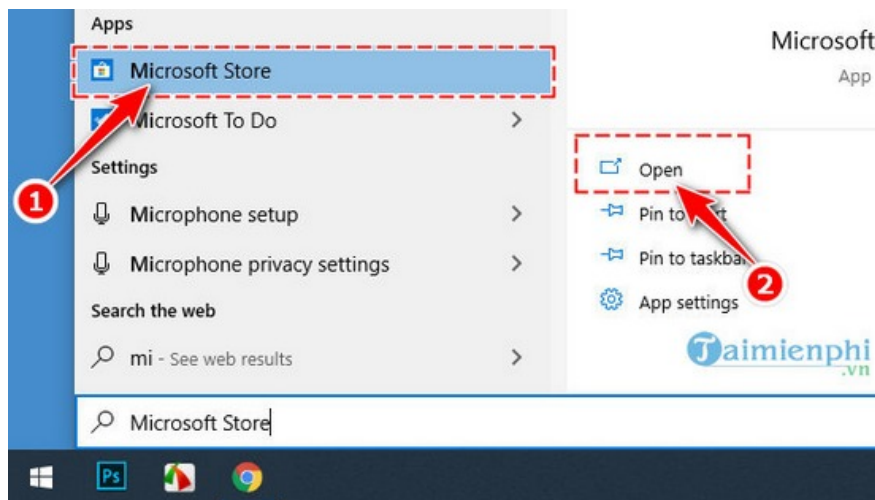 Apps
Microsoft Store
Microsoft To Do
Settings
Microphone setup
Microphone privacy settings
Search the web
mi - See web results
Microsoft Store
Microsoft
App
Open
Pin to
Pin to taskbar
App settings
1
2
Taimienphi
.vn
Ps